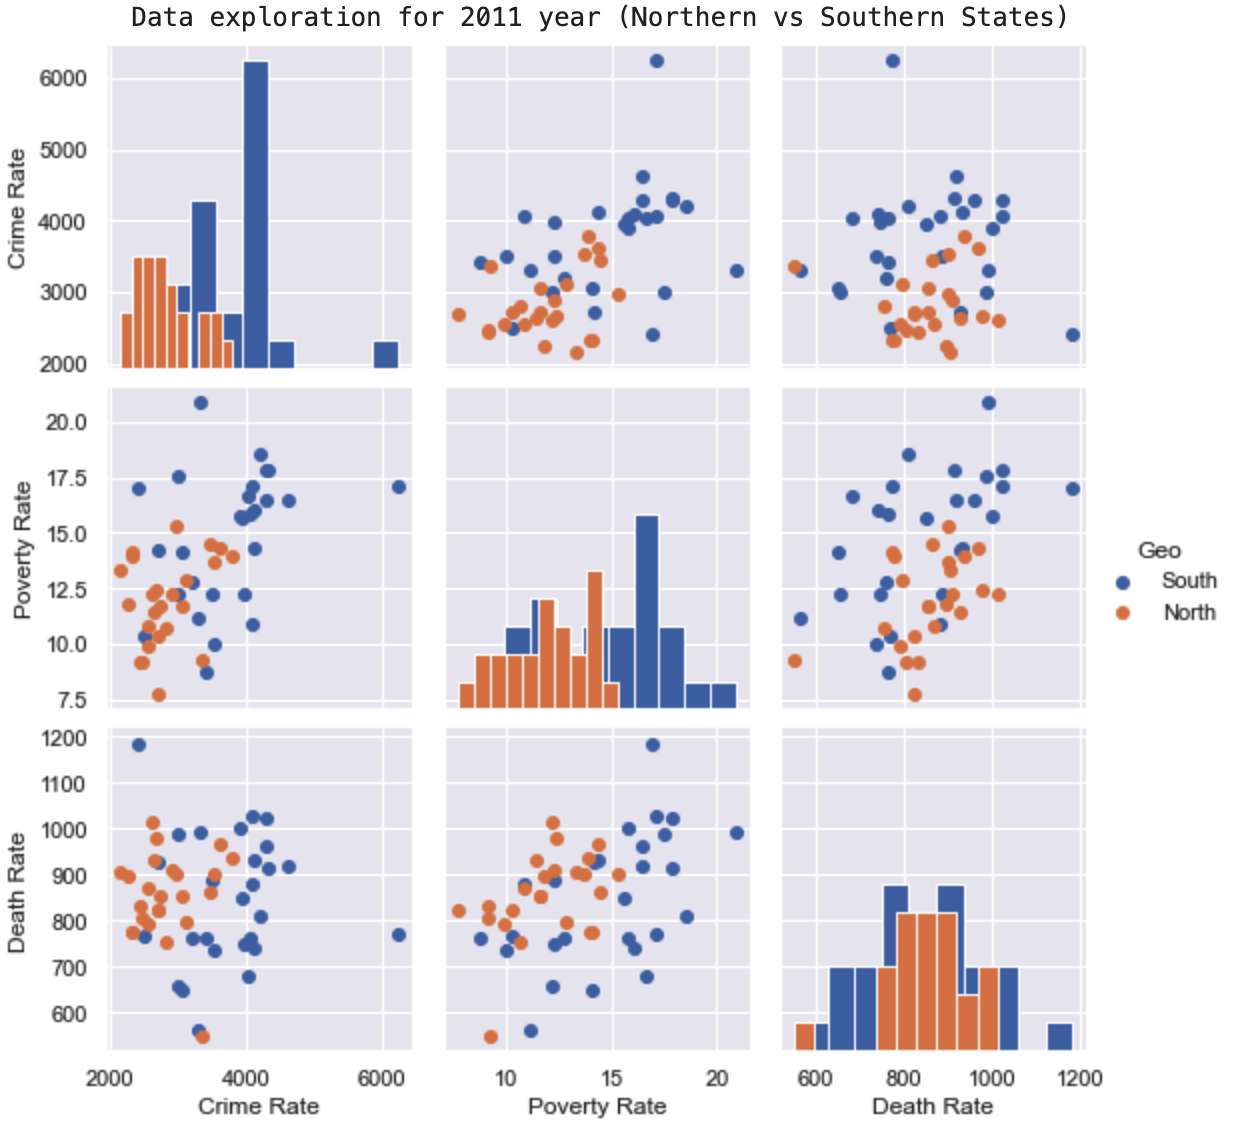 Data exploration for 2011 year (Northern vs Southern States)
Crime Rate
6000
5000
4000
3000
2000
Poverty Rate
20.0
17.5
15.0
12.5
10.0
7.5
Geo
South
North
Death Rate
1200
1100
1000
900
800
700
600
2000 4000 6000
10 15 20
600 800 1000 1200
Crime Rate
Poverty Rate
Death Rate